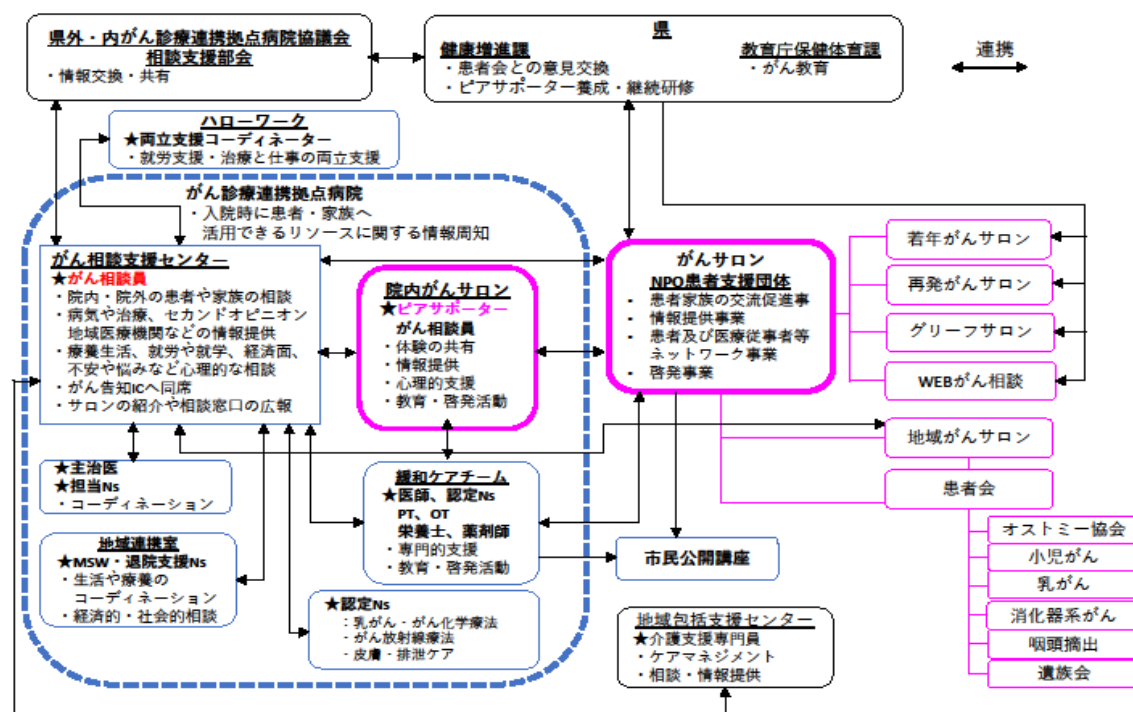 県外・内がん診療連携拠点病院協議会
相談支援部会
・情報交換・共有
県
健康増進課
・患者会との意見交換
・ピアサポーター養成・継続研修
教育庁保健体育課
・がん教育
連携
ハローワーク
★両立支援コーディネーター
・就労支援・治療と仕事の両立支援
がん診療連携拠点病院
・入院時に患者・家族へ
活用できるリソースに関する情報周知
がん相談支援センター
★がん相談員
・院内・院外の患者や家族の相談
・病気や治療、セカンドオピニオン
地域医療機関などの情報提供
・療養生活、就労や就学、経済面、
不安や悩みなど心理的な相談
・がん告知ICへ同席
・サロンの紹介や相談窓口の広報
院内がんサロン
★ピアサポーター
がん相談員
・体験の共有
・情報提供
・心理的支援
・教育・啓発活動
がんサロン
NPO患者支援団体
・ 患者家族の交流促進事
・ 情報提供事業
・ 患者及び医療従事者等
ネットワーク事業
・ 啓発事業
若年がんサロン
再発がんサロン
グリーフサロン
WEBがん相談
地域がんサロン
患者会
オストミー協会
小児がん
乳がん
消化器系がん
咽頭摘出
遺族会
★主治医
★担当Ns
・コーディネーション
地域連携室
★MSW・退院支援Ns
・生活や療養の
コーディネーション
・経済的・社会的相談
緩和ケアチーム
★医師、認定Ns
PT、OT
栄養士、薬剤師
・専門的支援
・教育・啓発活動
★認定Ns
：乳がん・がん化学療法
・がん放射線療法
・皮膚・排泄ケア
市民公開講座
地域包括支援センター
★介護支援専門員
・ケアマネジメント
・相談・情報提供